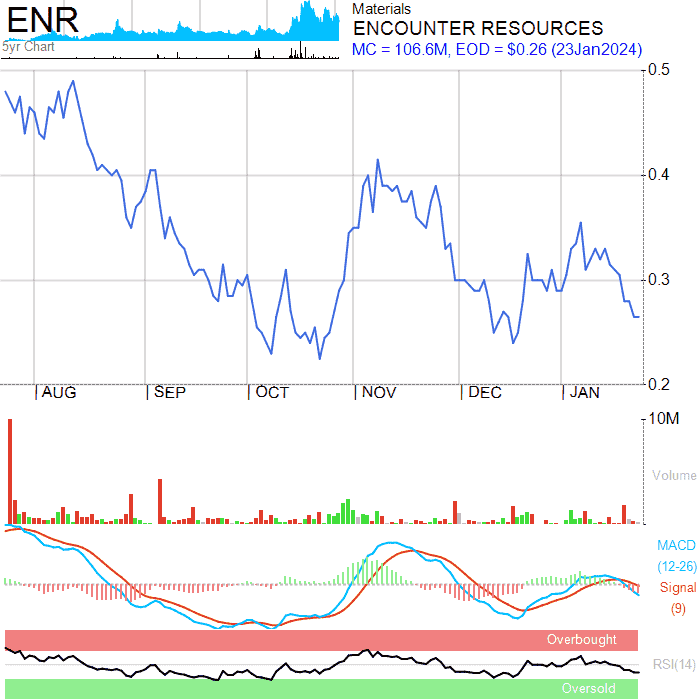 ENR
5yr Chart
Materials
ENCOUNTER RESOURCES
MC = 106.6M, EOD = $0.26 (23Jan2024)
0.5
0.4
0.3
0.2
AUG SEP OCT NOV DEC JAN
10M
Volume
MACD
(12-26)
Signal
(9)
Overbought
RSI(14)
Oversold